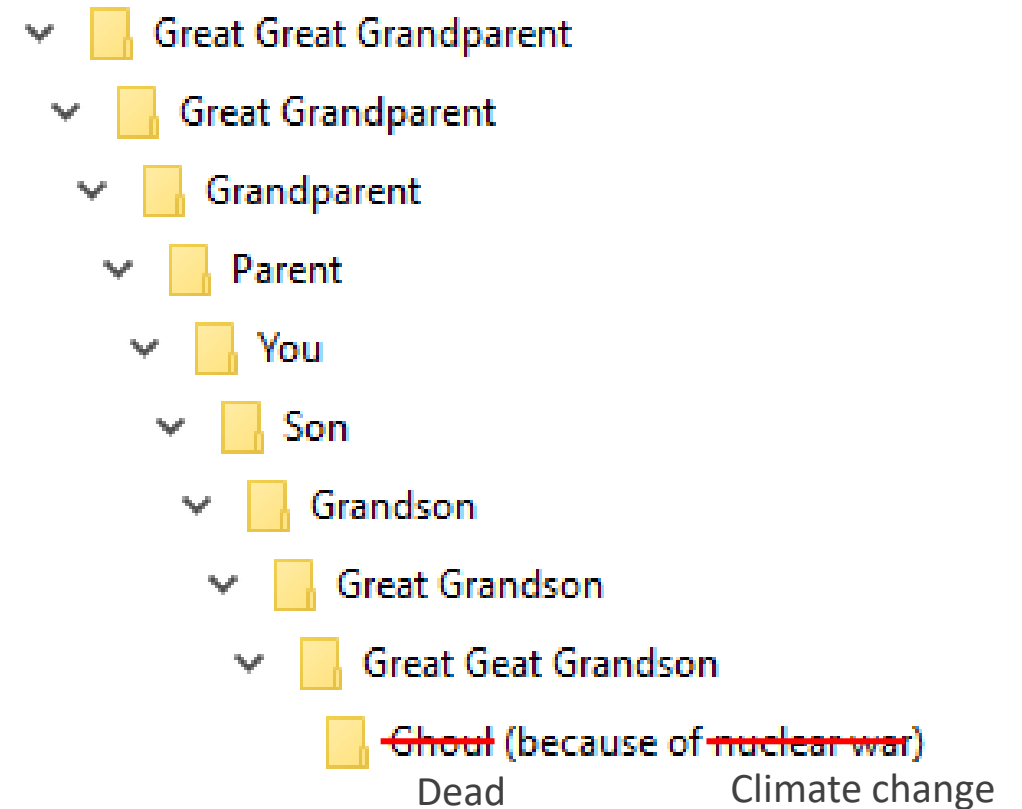 Great Great Grandparent
Great Grandparent
Grandparent
Parent
You
Son
Grandson
Great Grandson
Great Geat Grandson
Ghoul (because of nuclear war)
Dead Climate change